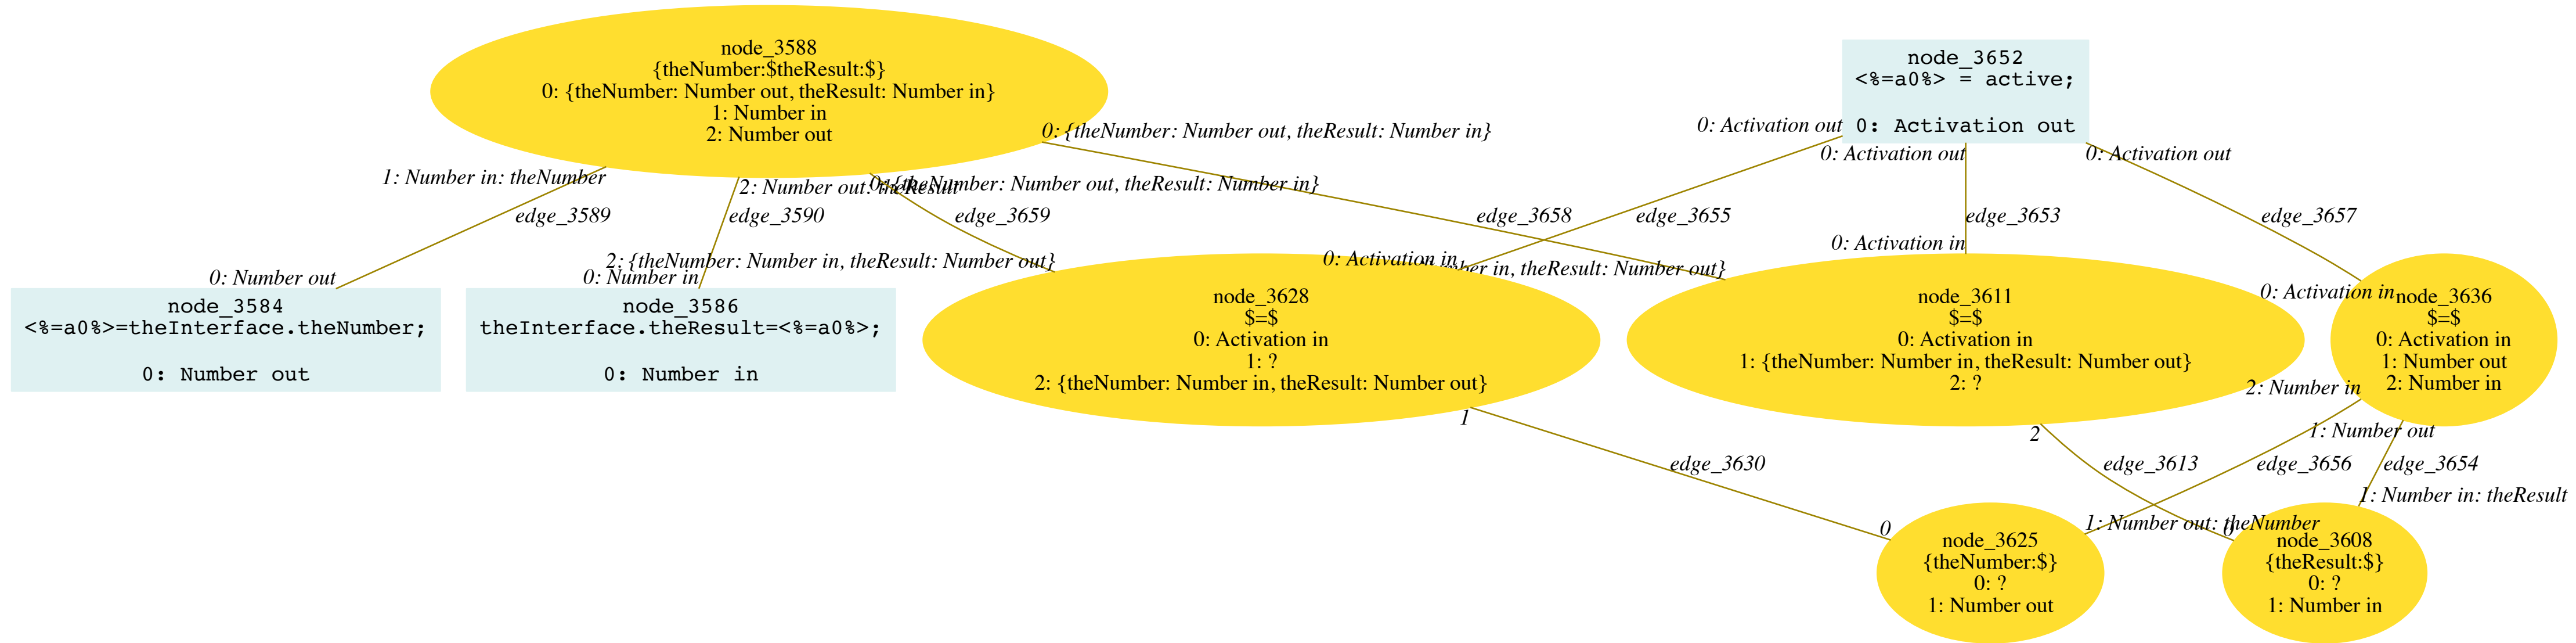 node_3588
{theNumber:$theResult:$}
0: {theNumber: Number out, theResult: Number in}
1: Number in
2: Number out
node_3652
<%=a0%> = active;
0: Activation out
0: {theNumber: Number out, theResult: Number in}
0: Activation out
0: Activation out
0: Activation out
1: Number in: theNumber
2: Number out: theResult
0: {theNumber: Number out, theResult: Number in}
edge_3589
edge_3590
edge_3659
edge_3658
edge_3655
edge_3653
edge_3657
0: Number out
0: Number in
2: {theNumber: Number in, theResult: Number out}
0: Activation in
in, theResult: Number out}
0: Activation in
0: Activation in
node_3584
<%=a0%>=theInterface.theNumber;
0: Number out
node_3586
theInterface.theResult=<%=a0%>;
0: Number in
node_3628
$=$
0: Activation in
1: ?
2: {theNumber: Number in, theResult: Number out}
node_3611
$=$
0: Activation in
1: {theNumber: Number in, theResult: Number out}
2: ?
node_3636
$=$
0: Activation in
1: Number out
2: Number in
1
2
2: Number in
1: Number out
edge_3630
edge_3613
edge_3656
edge_3654
0
0
1: Number out: theNumber
1: Number in: theResult
node_3625
{theNumber:$}
0: ?
1: Number out
node_3608
{theResult:$}
0: ?
1: Number in